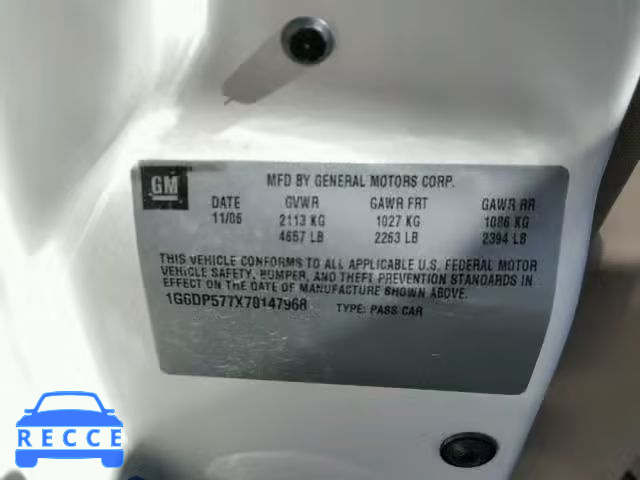 GM
MFD BY GENERAL MOTORS CORP.
DATE GVWR GAWR FRT GAWR RR
11/06 2113 KG 1027 KG 1086 KG
4657 LB 2263 LB 2394 LB
THIS VEHICLE CONFORMS TO ALL APPLICABLE U.S. FEDERAL MOTOR
VEHICLE SAFETY, BUMPER, AND THEFT PREVENTION STANDARDS IN
EFFECT ON THE DATE OF MANUFACTURE SHOWN ABOVE.
1G6DP577X70147968 TYPE: PASS CAR
RECCE